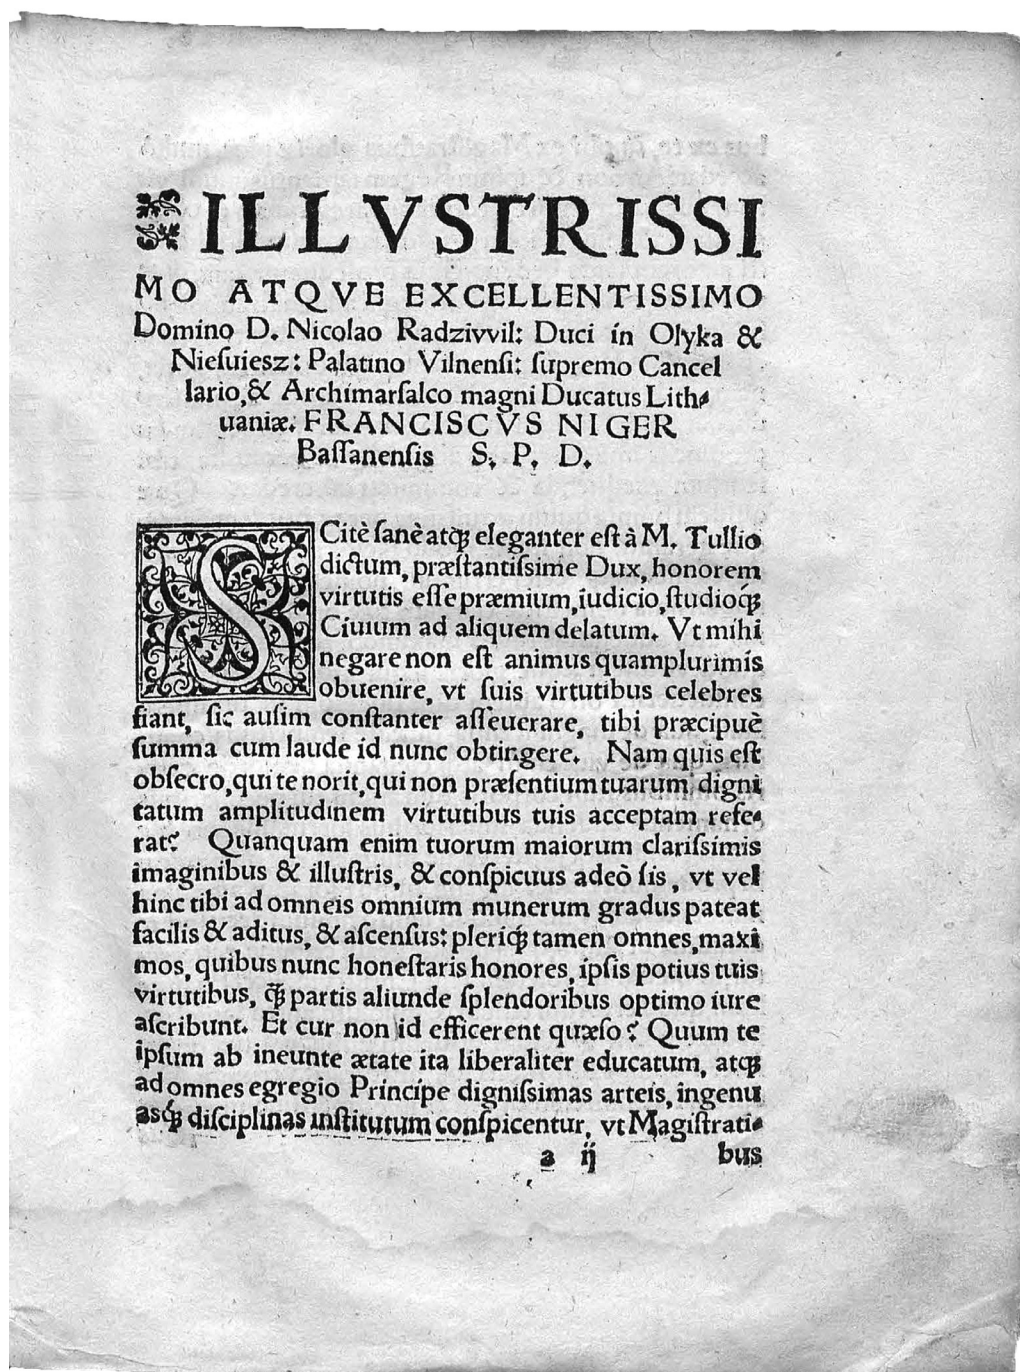 ILLVSTRISSI
MO ATQVE EXCELLENTISSIMO
Domino D. Nicolao Radzivvil: Duci in Olyka &
Nieſuiesz: Palatino Vilnenſi: ſupremo Cancel
lario, & Archimarſalco magni Ducatus Lith-
uaniæ. FRANCISCVS NIGER
Baſſanenſis S. P. D.
SCitè ſanè atq; eleganter eſt à M. Tullio
dictum, præſtantiſsime Dux, honorem
virtutis eſſe præmium, iudicio, ſtudioq́;
Ciuium ad aliquem delatum. Vt mihi
negare non eſt animus quamplurimis
obuenire, vt ſuis virtutibus celebres
fiant, ſic auſim conſtanter aſſeuerare, tibi præcipuè
ſumma cum laude id nunc obtingere. Nam quis eſt
obſecro, qui te norit, qui non præſentium tuarum digni
tatum amplitudinem virtutibus tuis acceptam refe-
rat? Quanquam enim tuorum maiorum clariſsimis
imaginibus & illuſtris, & conſpicuus adeò ſis, vt vel
hinc tibi ad omneis omnium munerum gradus pateat
facilis & aditus, & aſcenſus: pleriq́; tamen omnes, maxi
mos, quibus nunc honeſtaris honores, ipſis potius tuis
virtutibus, q̃; partis aliunde ſplendoribus optimo iure
aſcribunt. Et cur non id efficerent quæſo? Quum te
ipſum ab ineunte ætate ita liberaliter educatum, atq;
ad omnes egregio Principe digniſsimas arteis, ingenu
asq́; diſciplinas inſtitutum conſpicentur, vt Magiſtrati-
a ij bus